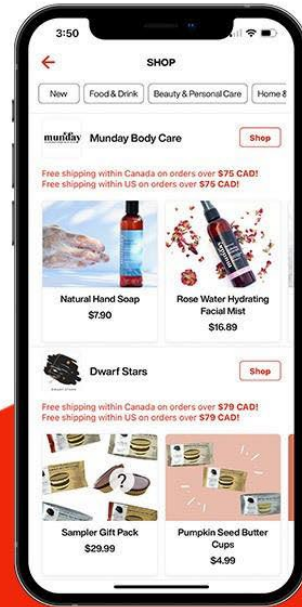 3:50
SHOP
New
Food & Drink
Beauty & Personal Care
Home &
munday
Munday Body Care
Shop
Free shipping within Canada on orders over $75 CAD!
Free shipping within US on orders over $75 CAD!
munday
Natural Hand Soap
$7.90
Rose Water Hydrating
Facial Mist
$16.89
Dwarf Stars
Shop
Free shipping within Canada on orders over $79 CAD!
Free shipping within US on orders over $79 CAD!
?
Sampler Gift Pack
$29.99
Pumpkin Seed Butter
Cups
$4.99